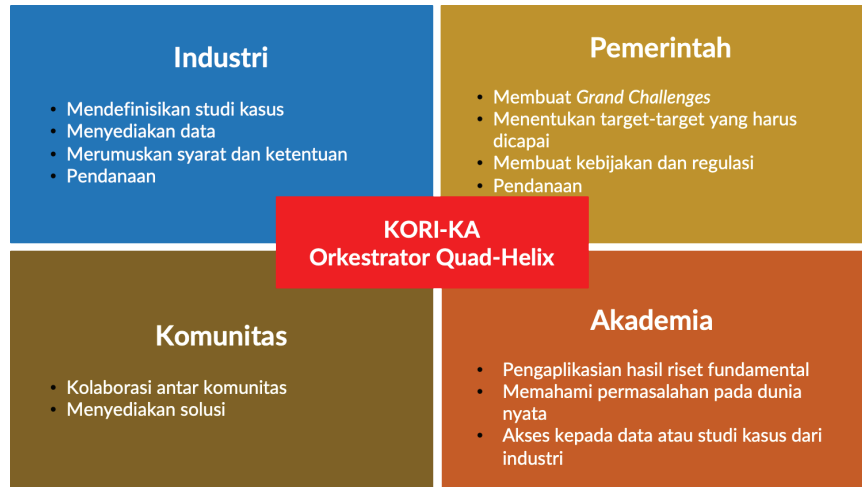 Industri
• Mendefinisikan studi kasus
• Menyediakan data
• Merumuskan syarat dan ketentuan
• Pendanaan
Pemerintah
• Membuat Grand Challenges
• Menentukan target-target yang harus
dicapai
• Membuat kebijakan dan regulasi
• Pendanaan
KORI-KA
Orkestrator Quad-Helix
Komunitas
• Kolaborasi antar komunitas
• Menyediakan solusi
Akademia
• Pengaplikasian hasil riset fundamental
• Memahami permasalahan pada dunia
nyata
• Akses kepada data atau studi kasus dari
industri